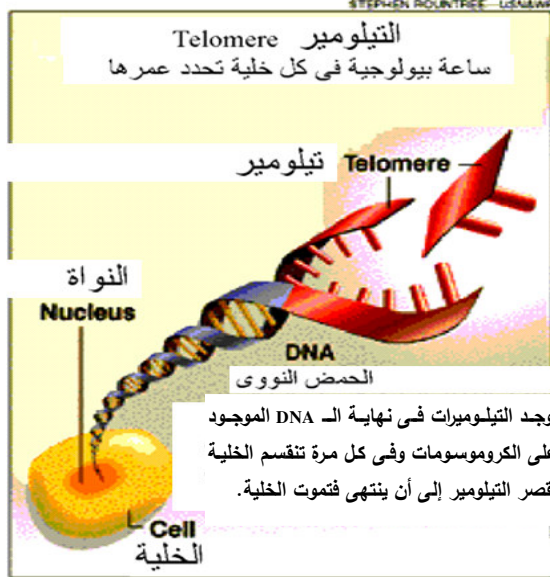 STEPHEN ROUNTREE
التيلومير Telomere
ساعة بيولوجية فى كل خلية تحدد عمرها
تيلومير Telomere
النواة
Nucleus
DNA
الحمض النووى
وجد التيلوميرات فى نهاية الـ DNA الموجود
على الكروموسومات وفى كل مرة تنقسم الخلية
قصر التيلومير إلى أن ينتهى فتموت الخلية.
Cell
الخلية